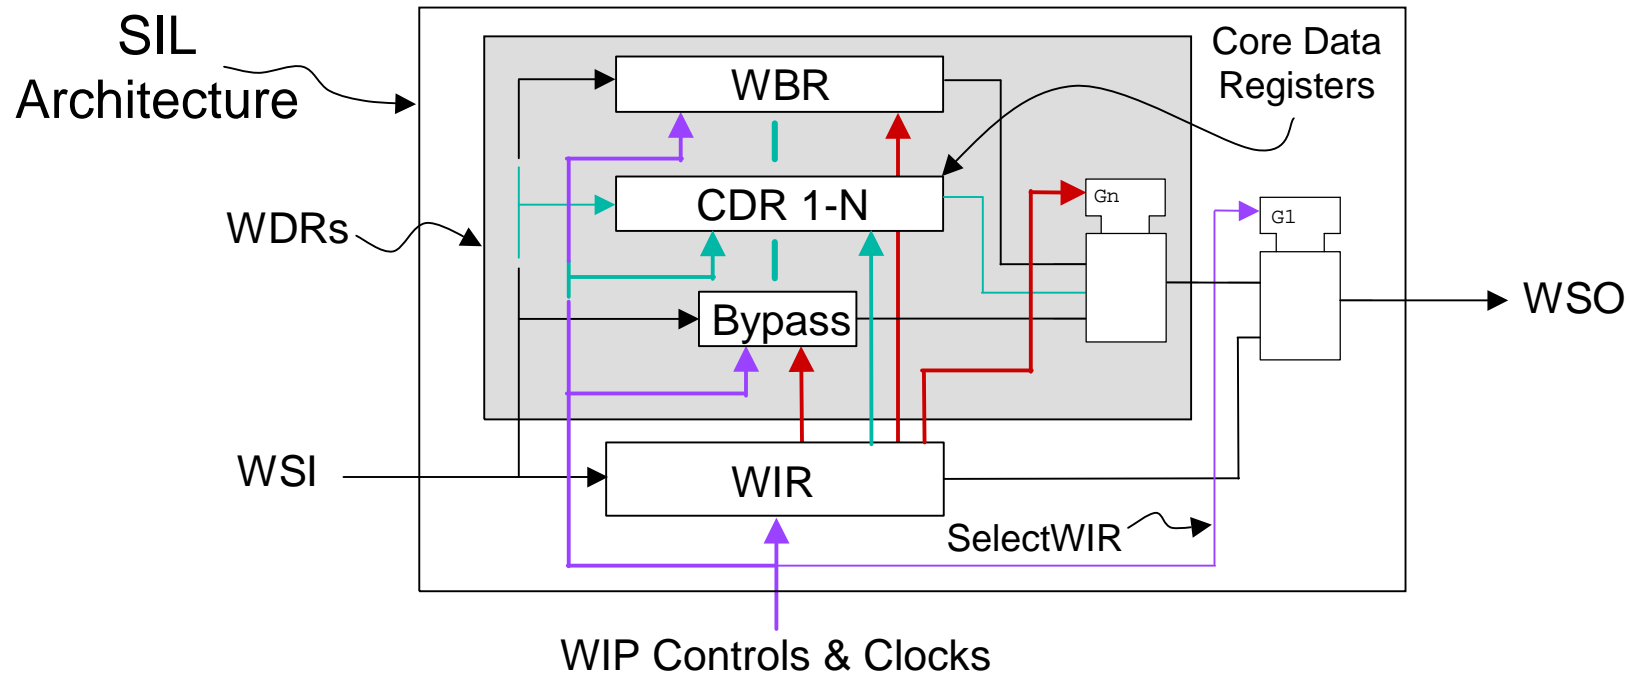 SIL
Architecture
Core Data
Registers
WBR
CDR 1-N
Gn
G1
WDRs
Bypass
WSO
WSI
WIR
SelectWIR
WIP Controls & Clocks